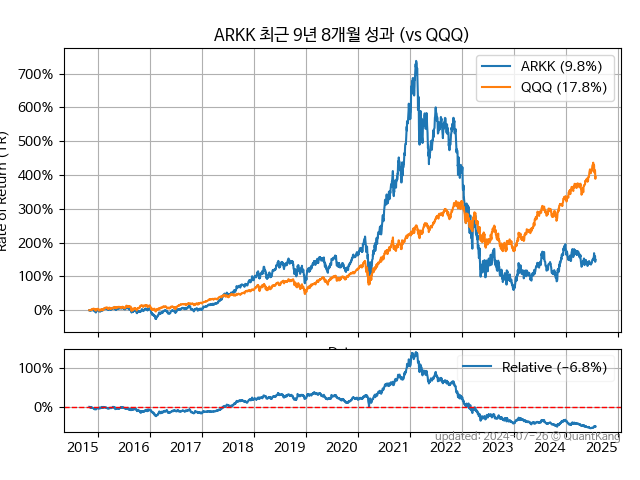 ARKK 최근 9년 8개월 성과 (vs QQQ)
Rate of Return (TR)
700%
600%
500%
400%
300%
200%
100%
0%
ARKK (9.8%)
QQQ (17.8%)
100%
0%
Relative (-6.8%)
updated: 2024-07-26 © QuantKang
2015 2016 2017 2018 2019 2020 2021 2022 2023 2024 2025